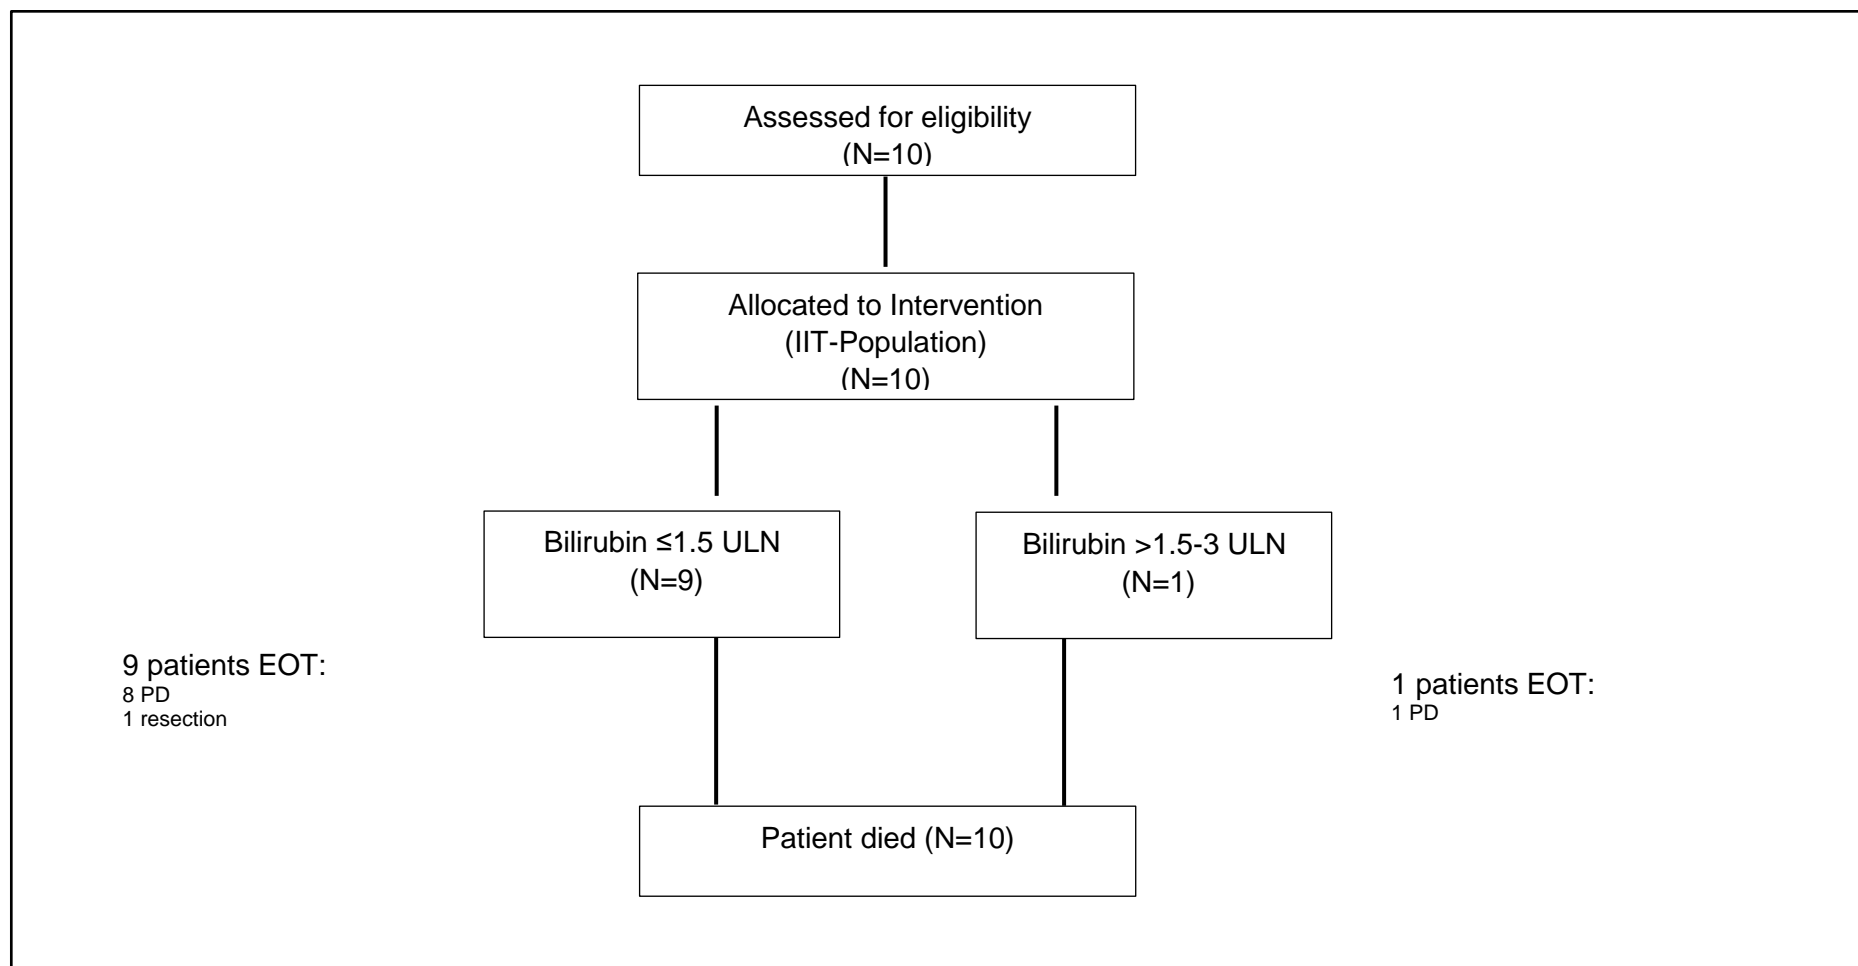 Assessed for eligibility
(N=10)
Allocated to Intervention
(IIT-Population)
(N=10)
Bilirubin ≤1.5 ULN
(N=9)
Bilirubin >1.5-3 ULN
(N=1)
9 patients EOT:
8 PD
1 resection
1 patients EOT:
1 PD
Patient died (N=10)